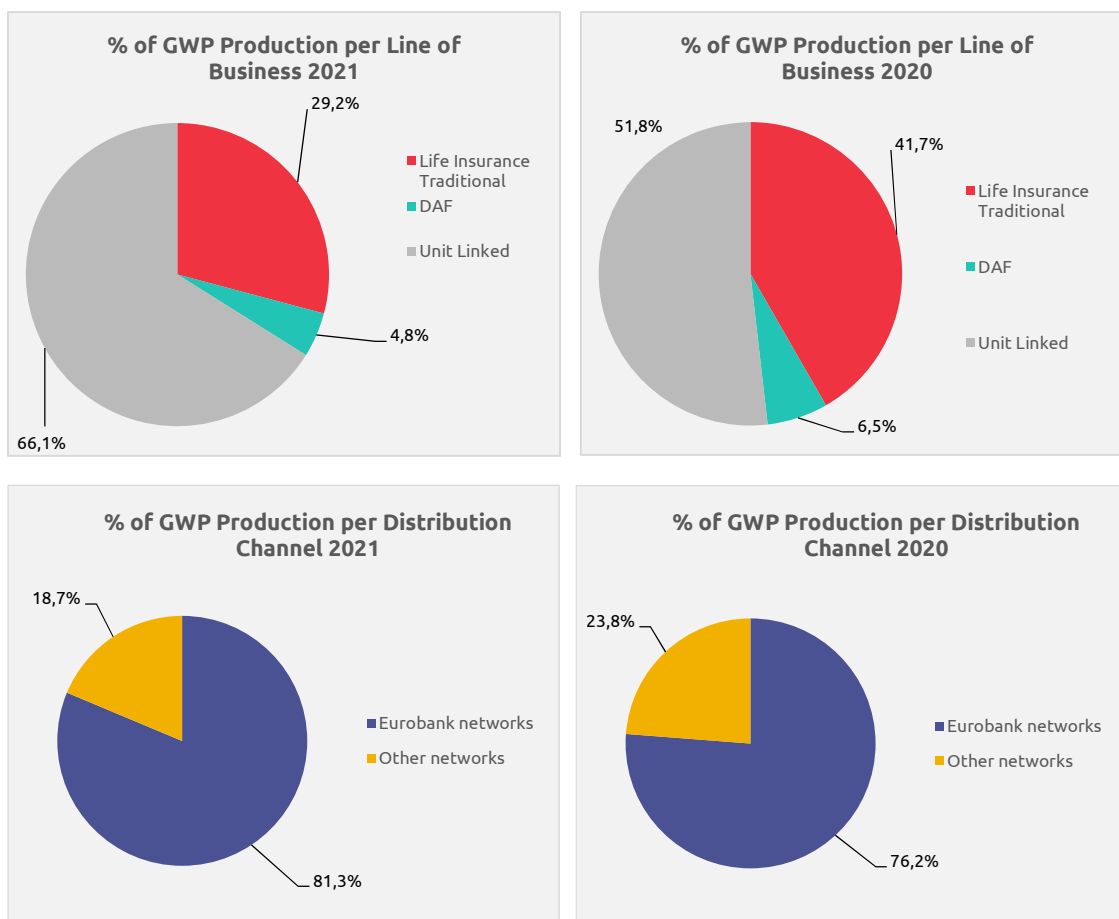 % of GWP Production per Line of
Business 2021
29,2%
Life Insurance
Traditional
DAF
Unit Linked
4,8%
66,1%
% of GWP Production per Line of
Business 2020
51,8%
41,7%
Life Insurance
Traditional
DAF
Unit Linked
6,5%
% of GWP Production per Distribution
Channel 2021
18,7%
Eurobank networks
Other networks
81,3%
% of GWP Production per Distribution
Channel 2020
23,8%
Eurobank networks
Other networks
76,2%